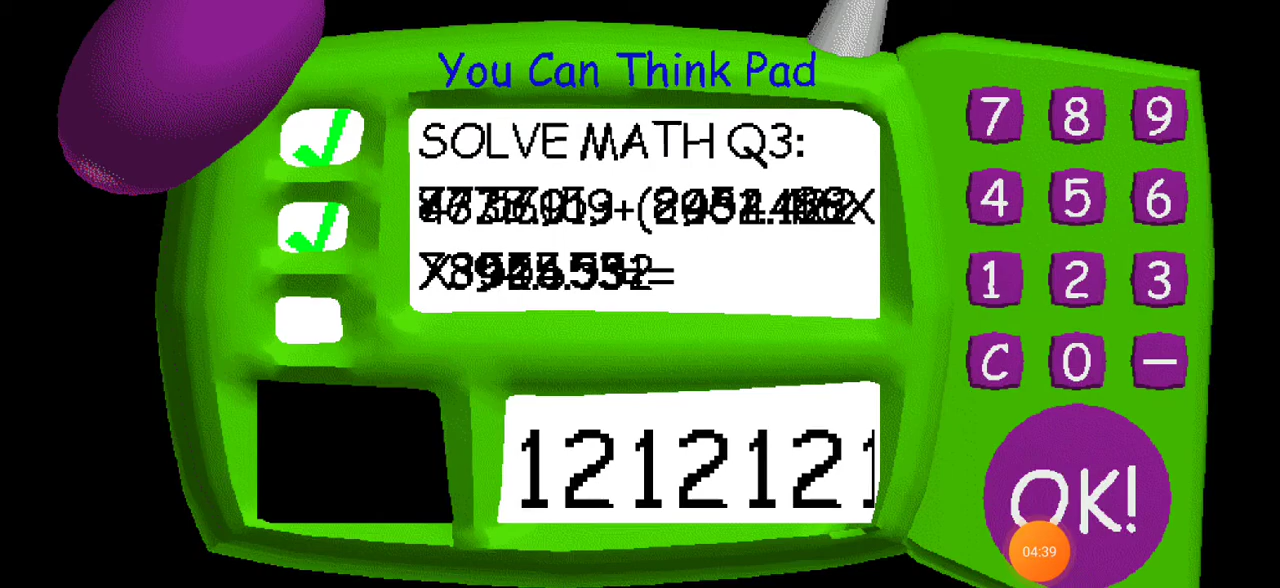 You Can Think Pad
SOLVE MATH Q3:
1212121
7 8 9
4 5 6
1 2 3
C 0 —
OK!
04:39